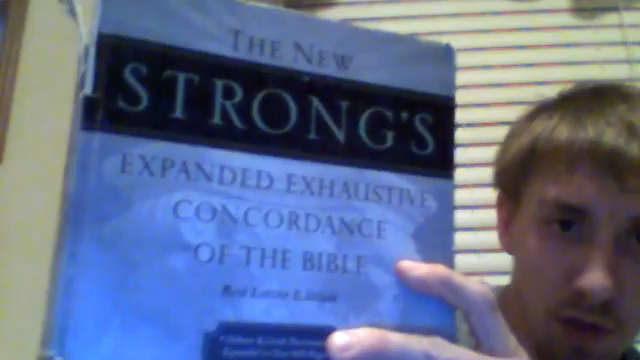 THE NEW
STRONG'S
EXPANDED EXHAUSTIVE
CONCORDANCE
OF THE BIBLE
Red Letter Edition